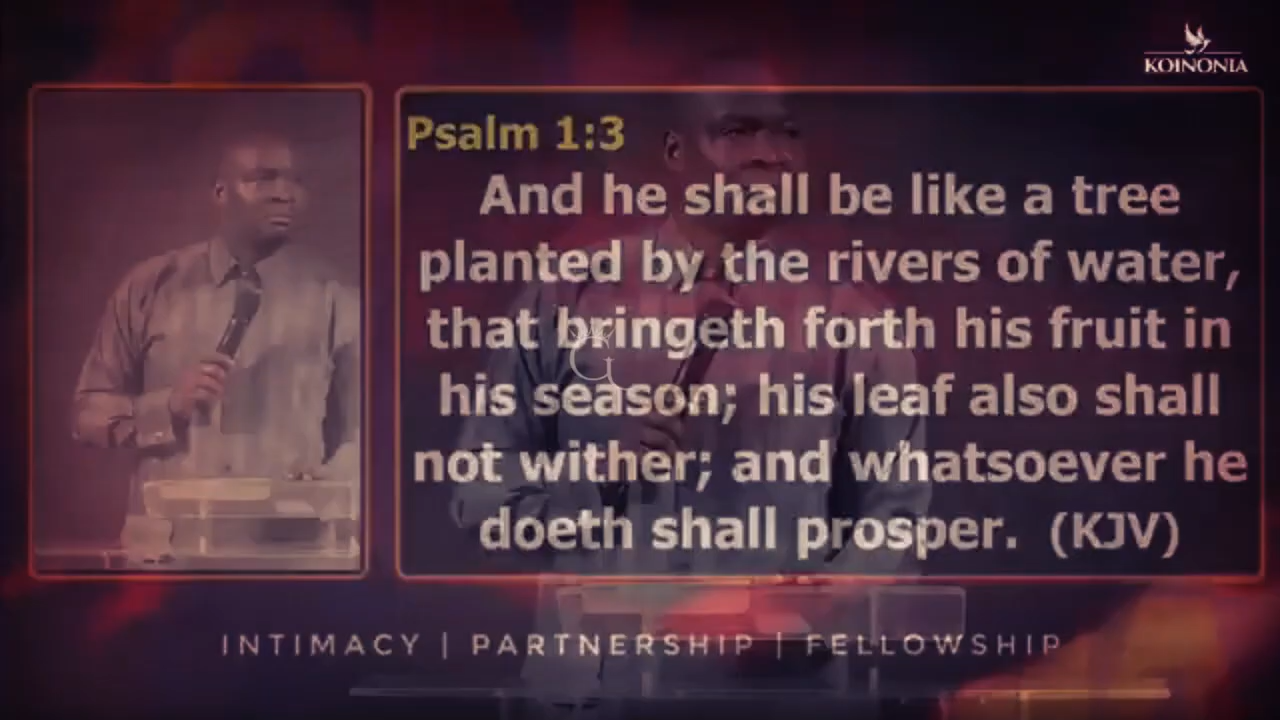 KOINONIA
Psalm 1:3
And he shall be like a tree
planted by the rivers of water,
that bringeth forth his fruit in
his season; his leaf also shall
not wither; and whatsoever he
doeth shall prosper. (KJV)
INTIMACY | PARTNERSHIP | FELLOWSHIP